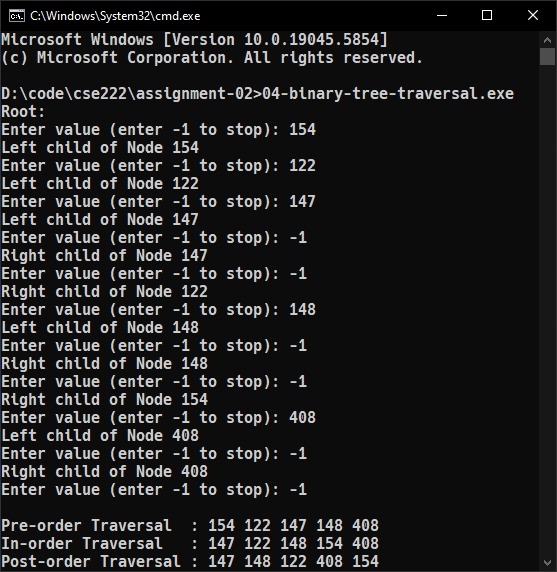 C:\Windows\System32\cmd.exe
Microsoft Windows [Version 10.0.19045.5854]
(c) Microsoft Corporation. All rights reserved.
D:\code\cse222\assignment-02>04-binary-tree-traversal.exe
Root:
Enter value (enter -1 to stop): 154
Left child of Node 154
Enter value (enter -1 to stop): 122
Left child of Node 122
Enter value (enter -1 to stop): 147
Left child of Node 147
Enter value (enter -1 to stop): -1
Right child of Node 147
Enter value (enter -1 to stop): -1
Right child of Node 122
Enter value (enter -1 to stop): 148
Left child of Node 148
Enter value (enter -1 to stop): -1
Right child of Node 148
Enter value (enter -1 to stop): -1
Right child of Node 154
Enter value (enter -1 to stop): 408
Left child of Node 408
Enter value (enter -1 to stop): -1
Right child of Node 408
Enter value (enter -1 to stop): -1
Pre-order Traversal  : 154 122 147 148 408
In-order Traversal   : 147 122 148 154 408
Post-order Traversal : 147 148 122 408 154